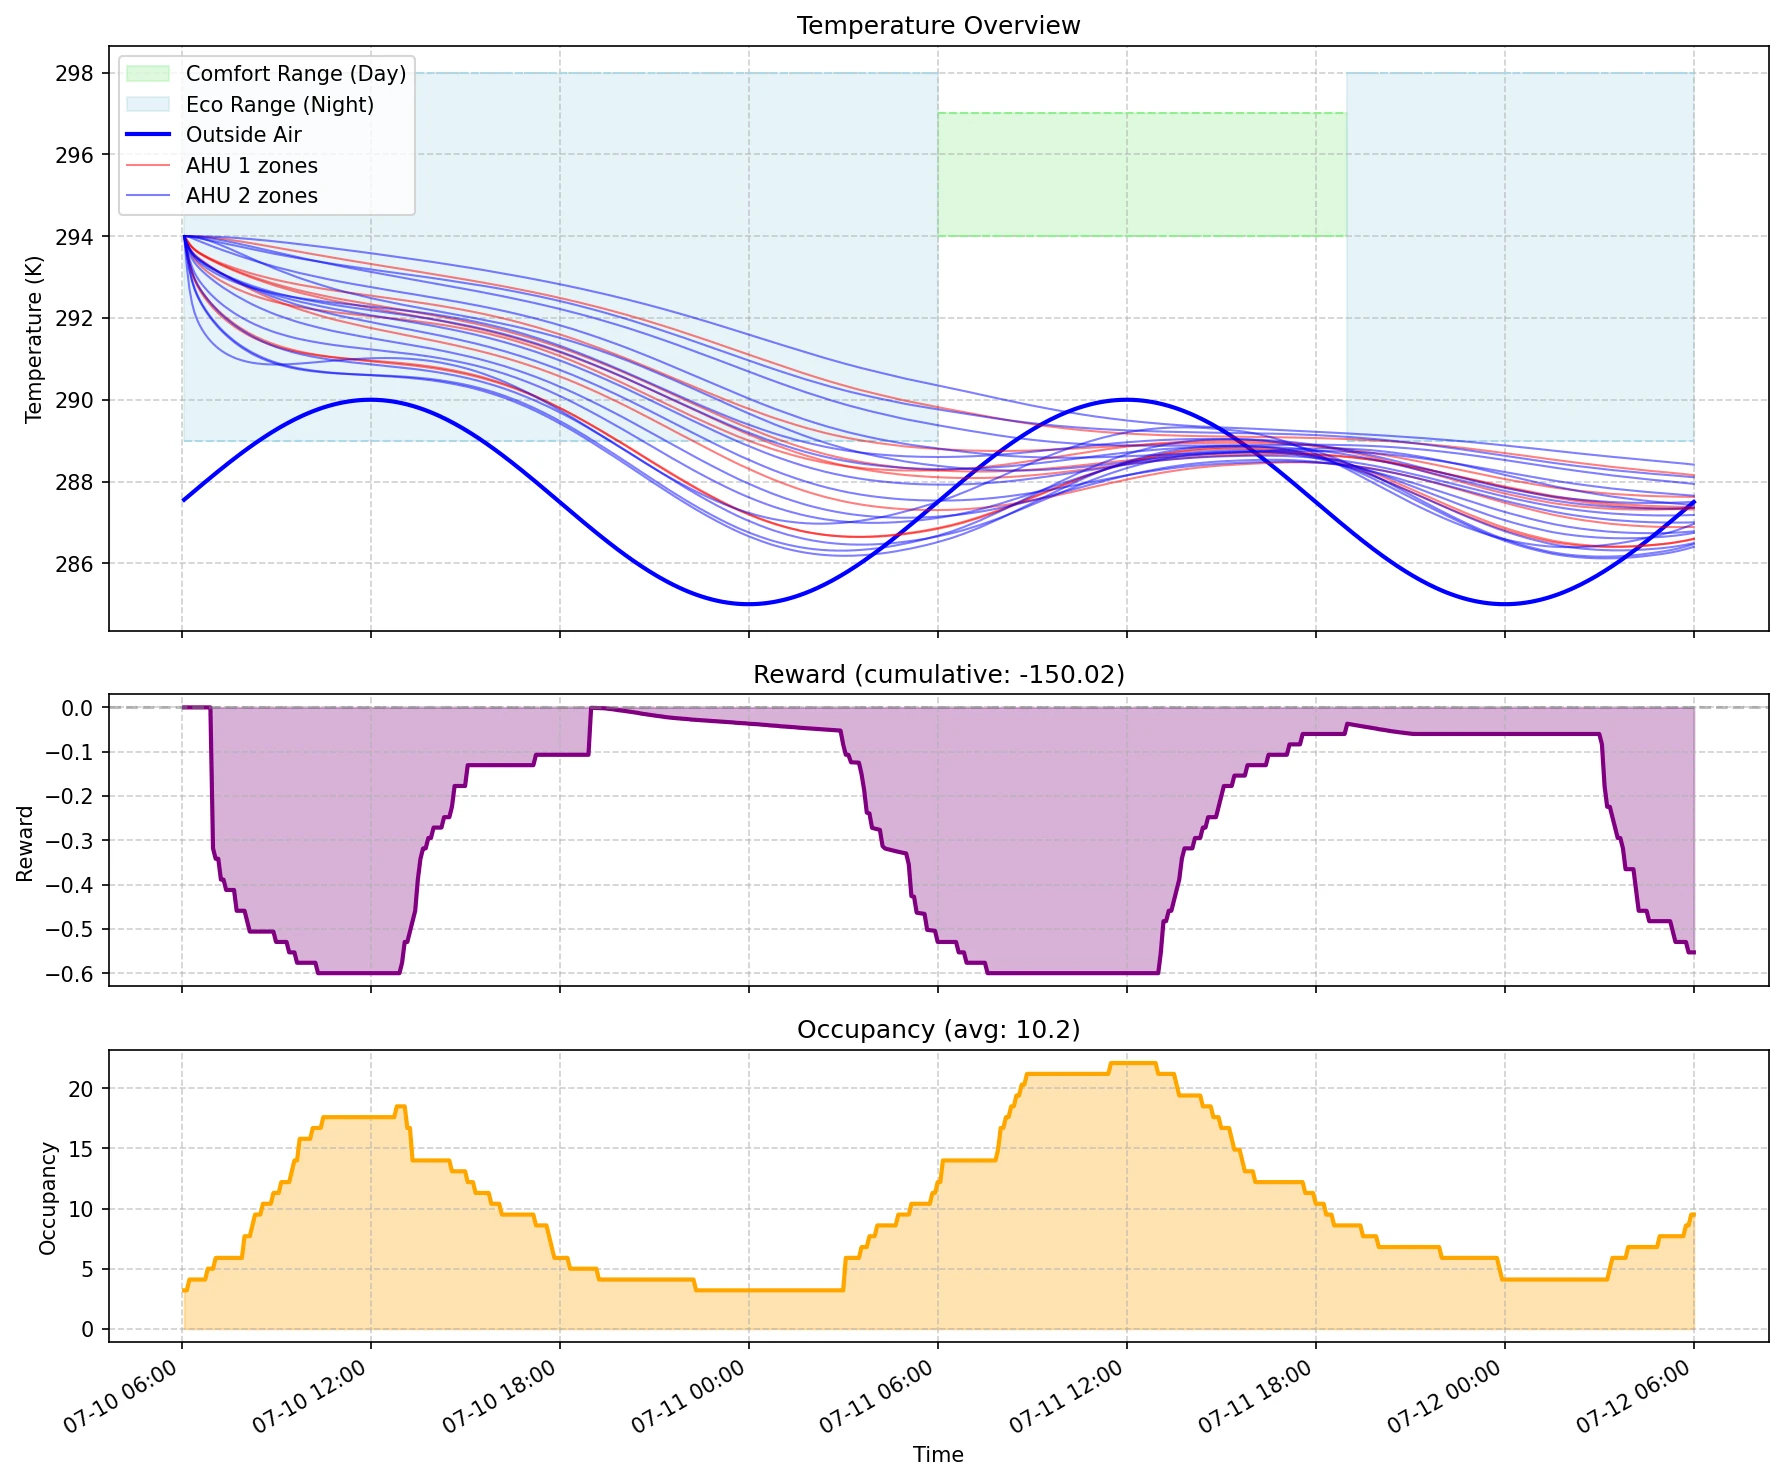 Temperature Overview
298
296
294
292
290
288
286
Temperature (K)
Comfort Range (Day)
Eco Range (Night)
Outside Air
AHU 1 zones
AHU 2 zones
Reward (cumulative: -150.02)
0.0
−0.1
−0.2
−0.3
−0.4
−0.5
−0.6
Reward
Occupancy (avg: 10.2)
20
15
10
5
0
Occupancy
07-10 06:00
07-10 12:00
07-10 18:00
07-11 00:00
07-11 06:00
07-11 12:00
07-11 18:00
07-12 00:00
07-12 06:00
Time